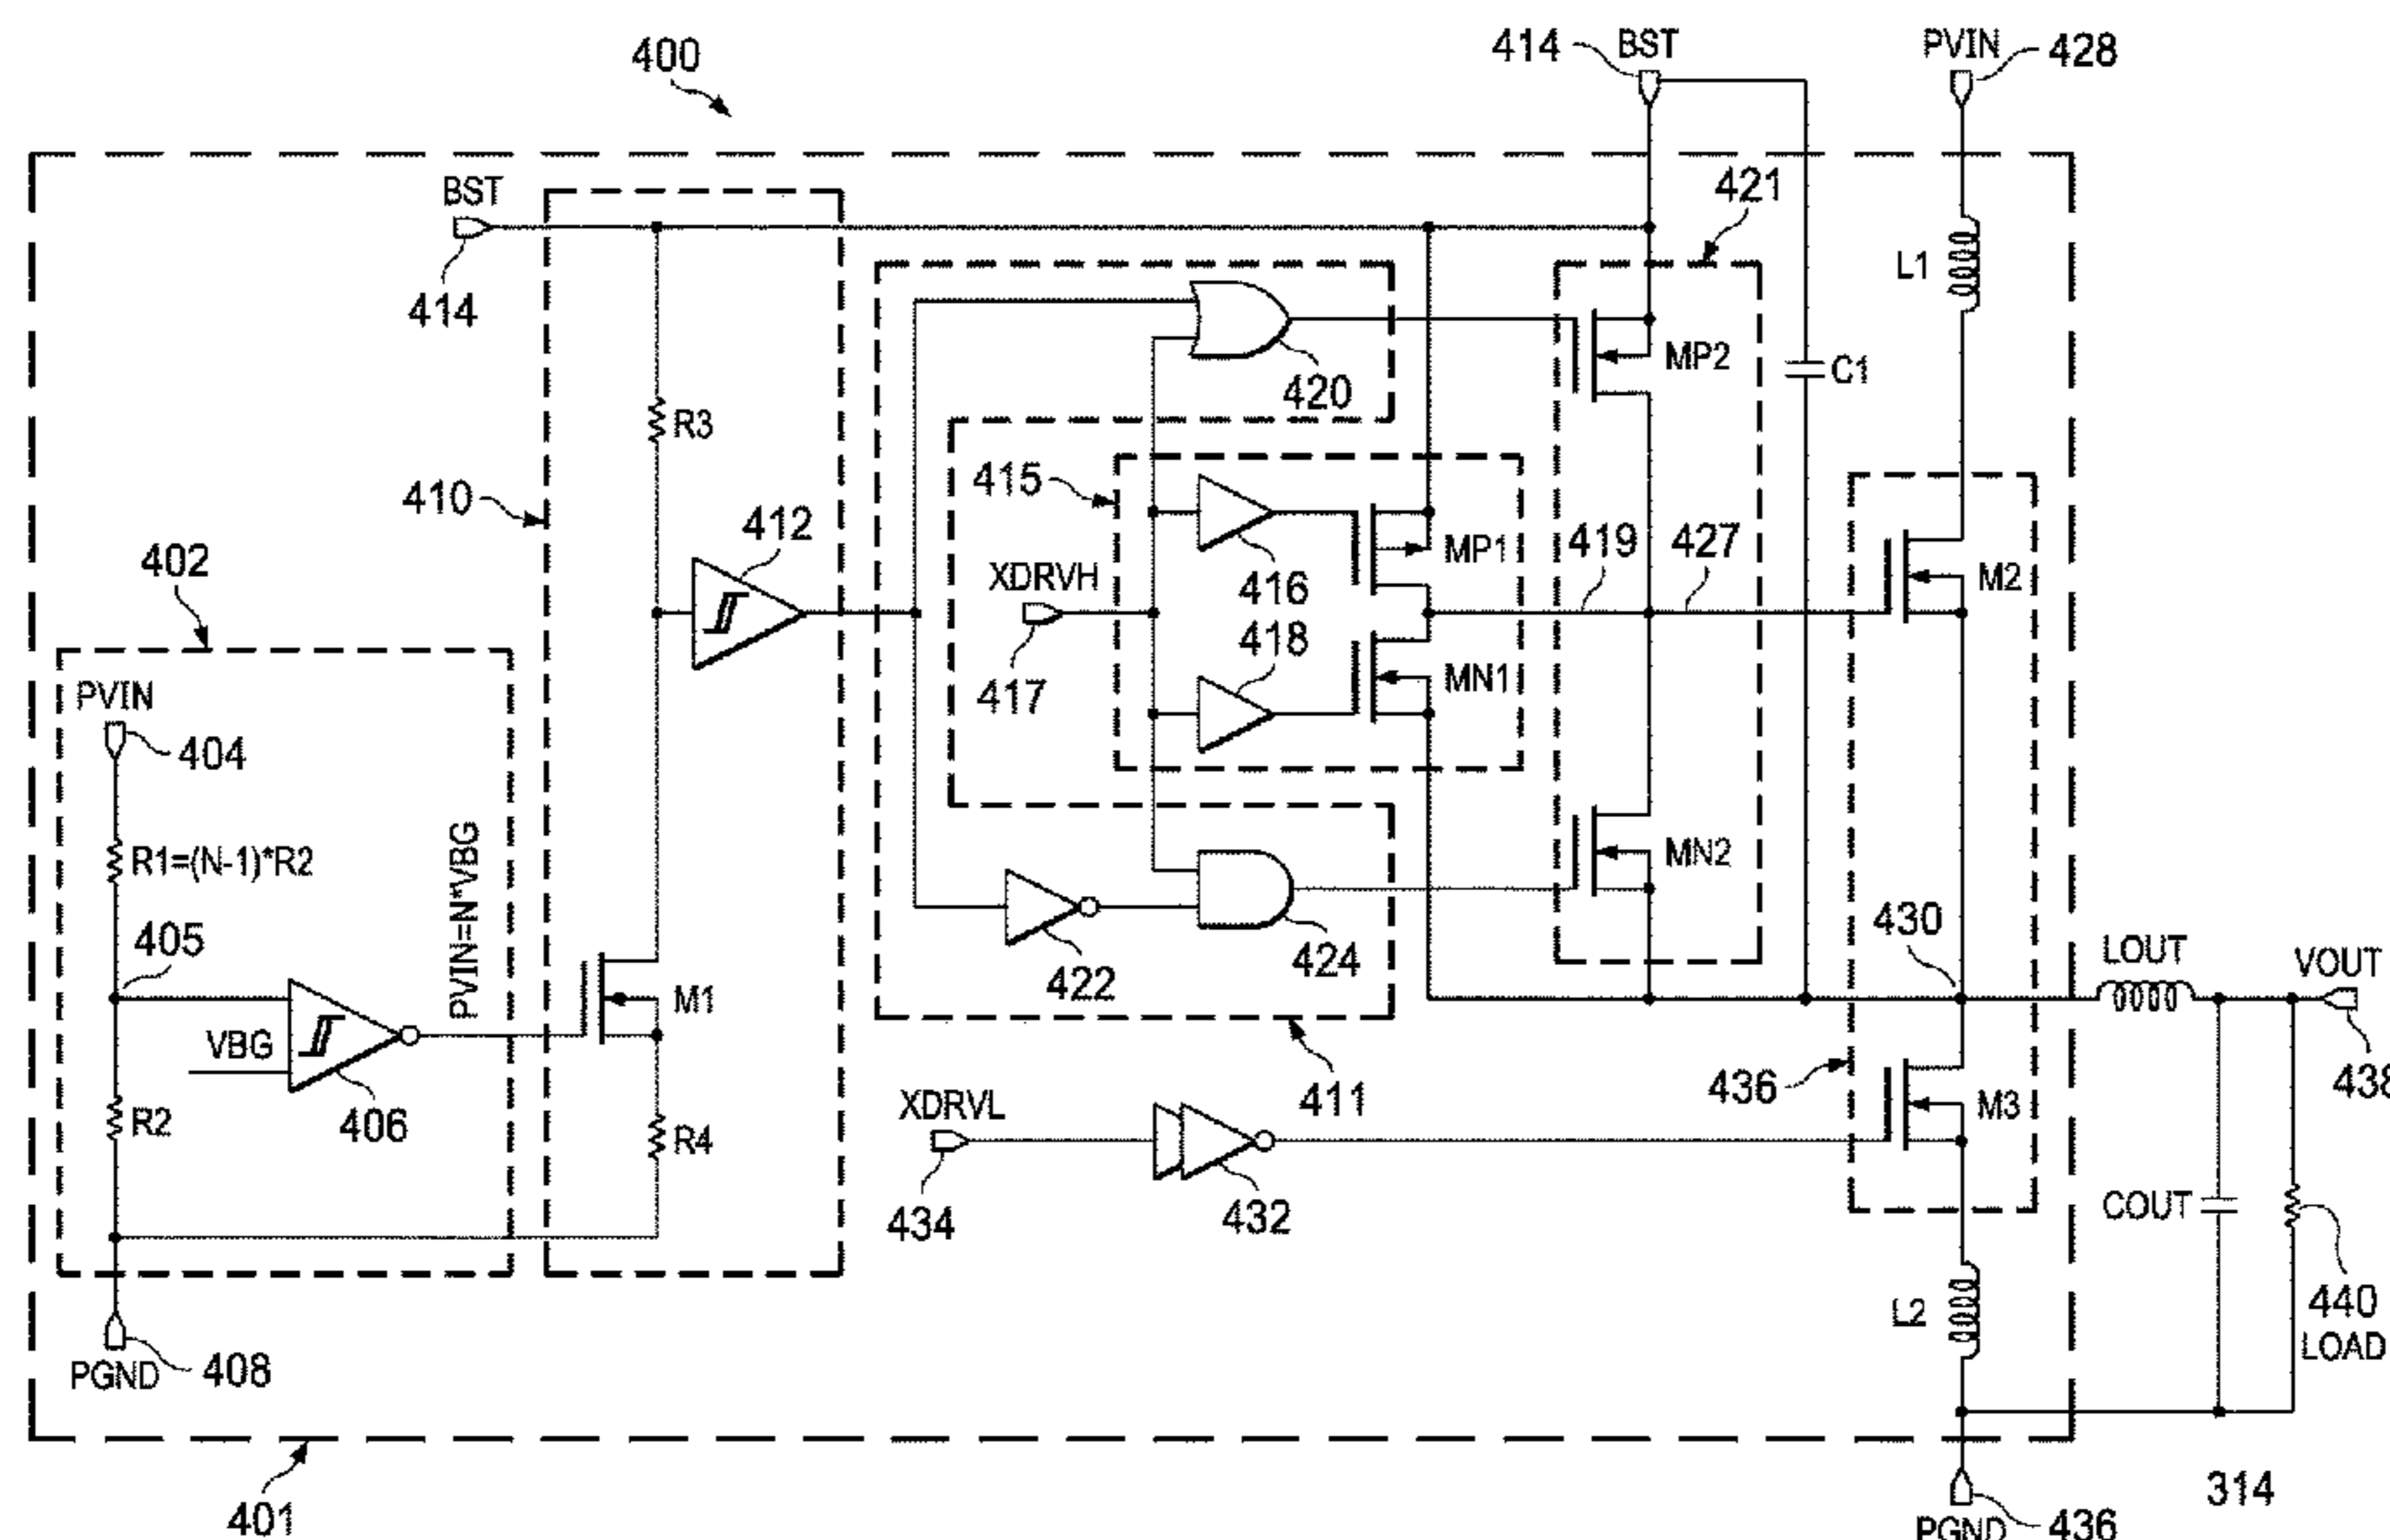 400
414
BST
PVIN
428
BST
414
421
L1
R3
420
MP2
C1
410
415
412
416
MP1
419
427
M2
XDRVH
417
418
MN1
402
PVIN
404
R1=(N-1)*R2
PVIN=N*VBG
405
VBG
406
R2
M1
R4
422
424
MN2
411
430
LOUT
VOUT
438
XDRVL
434
432
436
M3
COUT
440
LOAD
L2
PGND
408
401
PGND
436
314